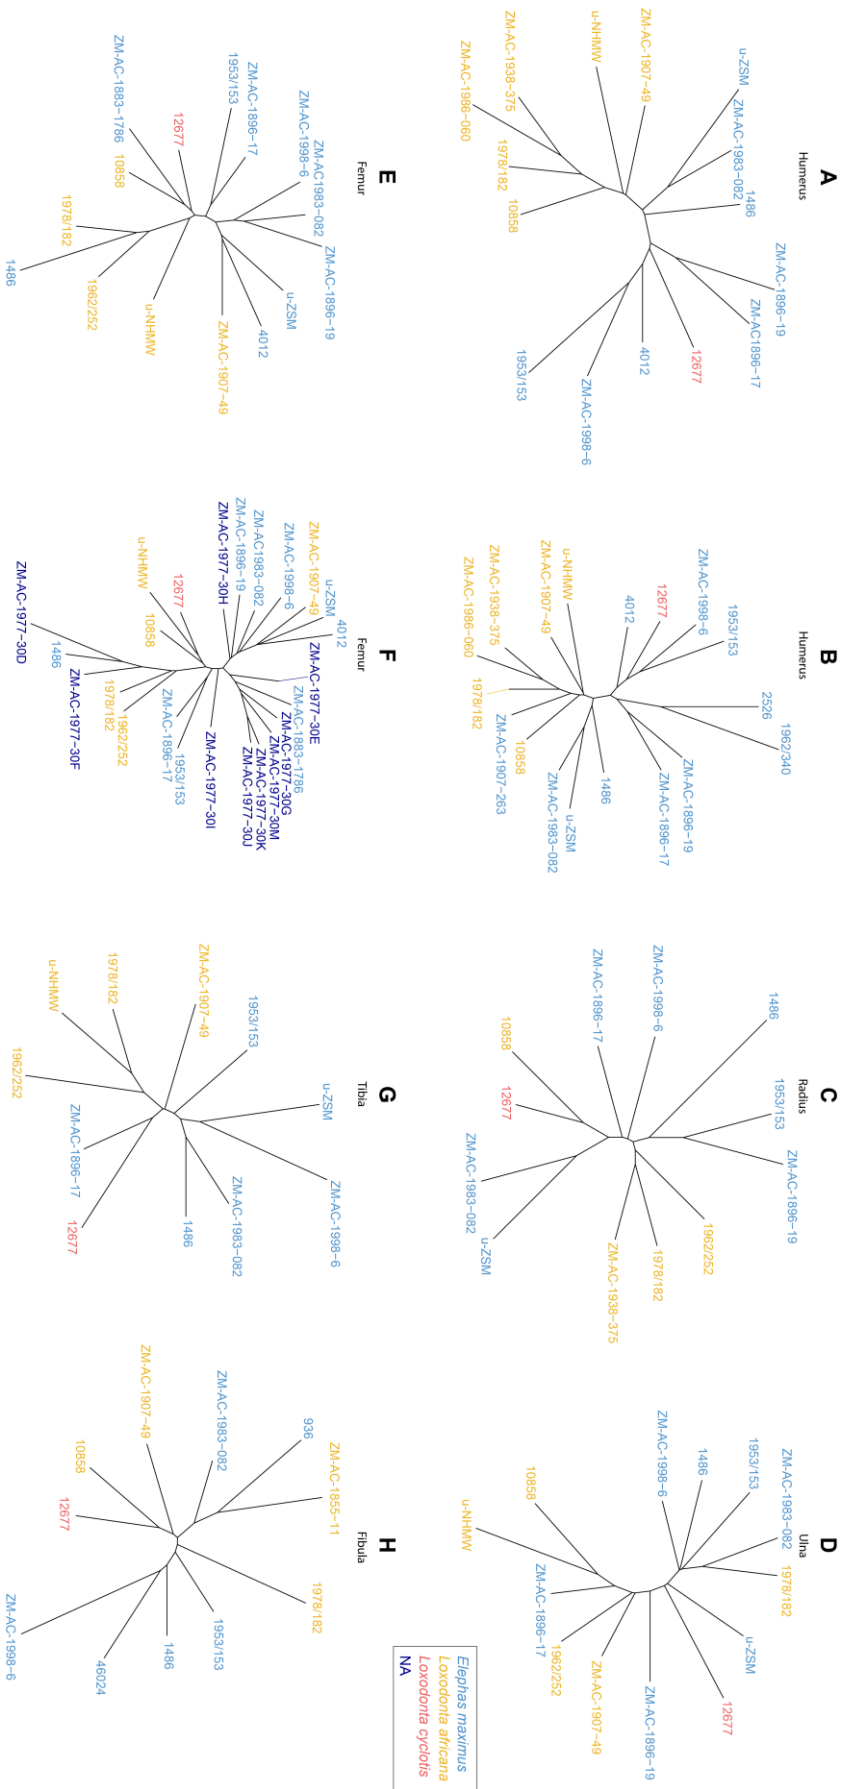 A
Humerus
u-ZSM
ZM-AC-1983-082
1486
ZM-AC-1907-49
u-NHMW
ZM-AC-1938-375
ZM-AC-1986-060
1978/182
10858
ZM-AC-1896-19
ZM-AC1896-17
12677
4012
ZM-AC-1998-6
1953/153
B
Humerus
ZM-AC-1998-6
1953/153
12677
4012
2526
1962/340
u-NHMW
ZM-AC-1907-49
ZM-AC-1938-375
ZM-AC-1986-060
1978/182
ZM-AC-1907-263
10858
ZM-AC-1896-19
ZM-AC-1896-17
1486
u-ZSM
ZM-AC-1983-082
C
Radius
1486
1953/153
ZM-AC-1896-19
ZM-AC-1998-6
ZM-AC-1896-17
10858
12677
ZM-AC-1983-082
u-ZSM
1962/252
1978/182
ZM-AC-1938-375
D
Ulna
ZM-AC-1983-082
1978/182
1953/153
1486
ZM-AC-1998-6
10858
u-NHMW
u-ZSM
12677
ZM-AC-1896-19
ZM-AC-1907-49
1962/252
ZM-AC-1896-17
Elephas maximus
Loxodonta africana
Loxodonta cyclotis
NA
E
Femur
ZM-AC1983-082
ZM-AC-1998-6
ZM-AC-1896-19
ZM-AC-1896-17
1953/153
12677
ZM-AC-1883-1786
10858
1978/182
1486
1962/252
u-NHMW
u-ZSM
4012
ZM-AC-1907-49
F
Femur
4012
u-ZSM
ZM-AC-1907-49
ZM-AC-1998-6
ZM-AC1983-082
ZM-AC-1896-19
ZM-AC-1977-30H
12677
u-NHMW
10858
ZM-AC-1977-30D
1486
ZM-AC-1977-30F
1978/182
1962/252
ZM-AC-1896-17
1953/153
ZM-AC-1977-30I
ZM-AC-1977-30E
ZM-AC-1883-1786
ZM-AC-1977-30G
ZM-AC-1977-30M
ZM-AC-1977-30K
ZM-AC-1977-30J
G
Tibia
u-ZSM
1953/153
ZM-AC-1907-49
1978/182
u-NHMW
1962/252
ZM-AC-1896-17
12677
1486
ZM-AC-1983-082
ZM-AC-1998-6
H
Fibula
936
ZM-AC-1855-11
ZM-AC-1983-082
ZM-AC-1907-49
10858
12677
1978/182
1953/153
1486
46024
ZM-AC-1998-6